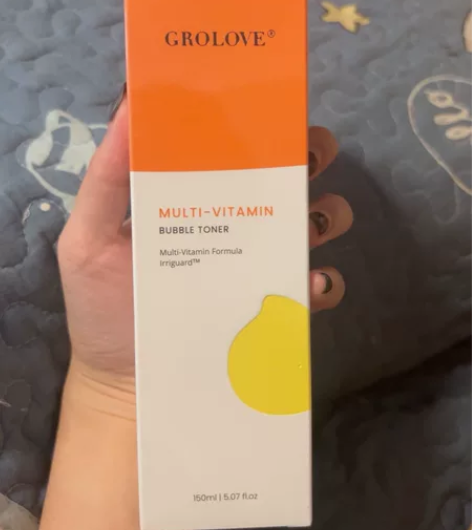 GROLOVE®
MULTI-VITAMIN
BUBBLE TONER
Multi-Vitamin Formula
Irriguard™
150ml | 5.07 fl.oz